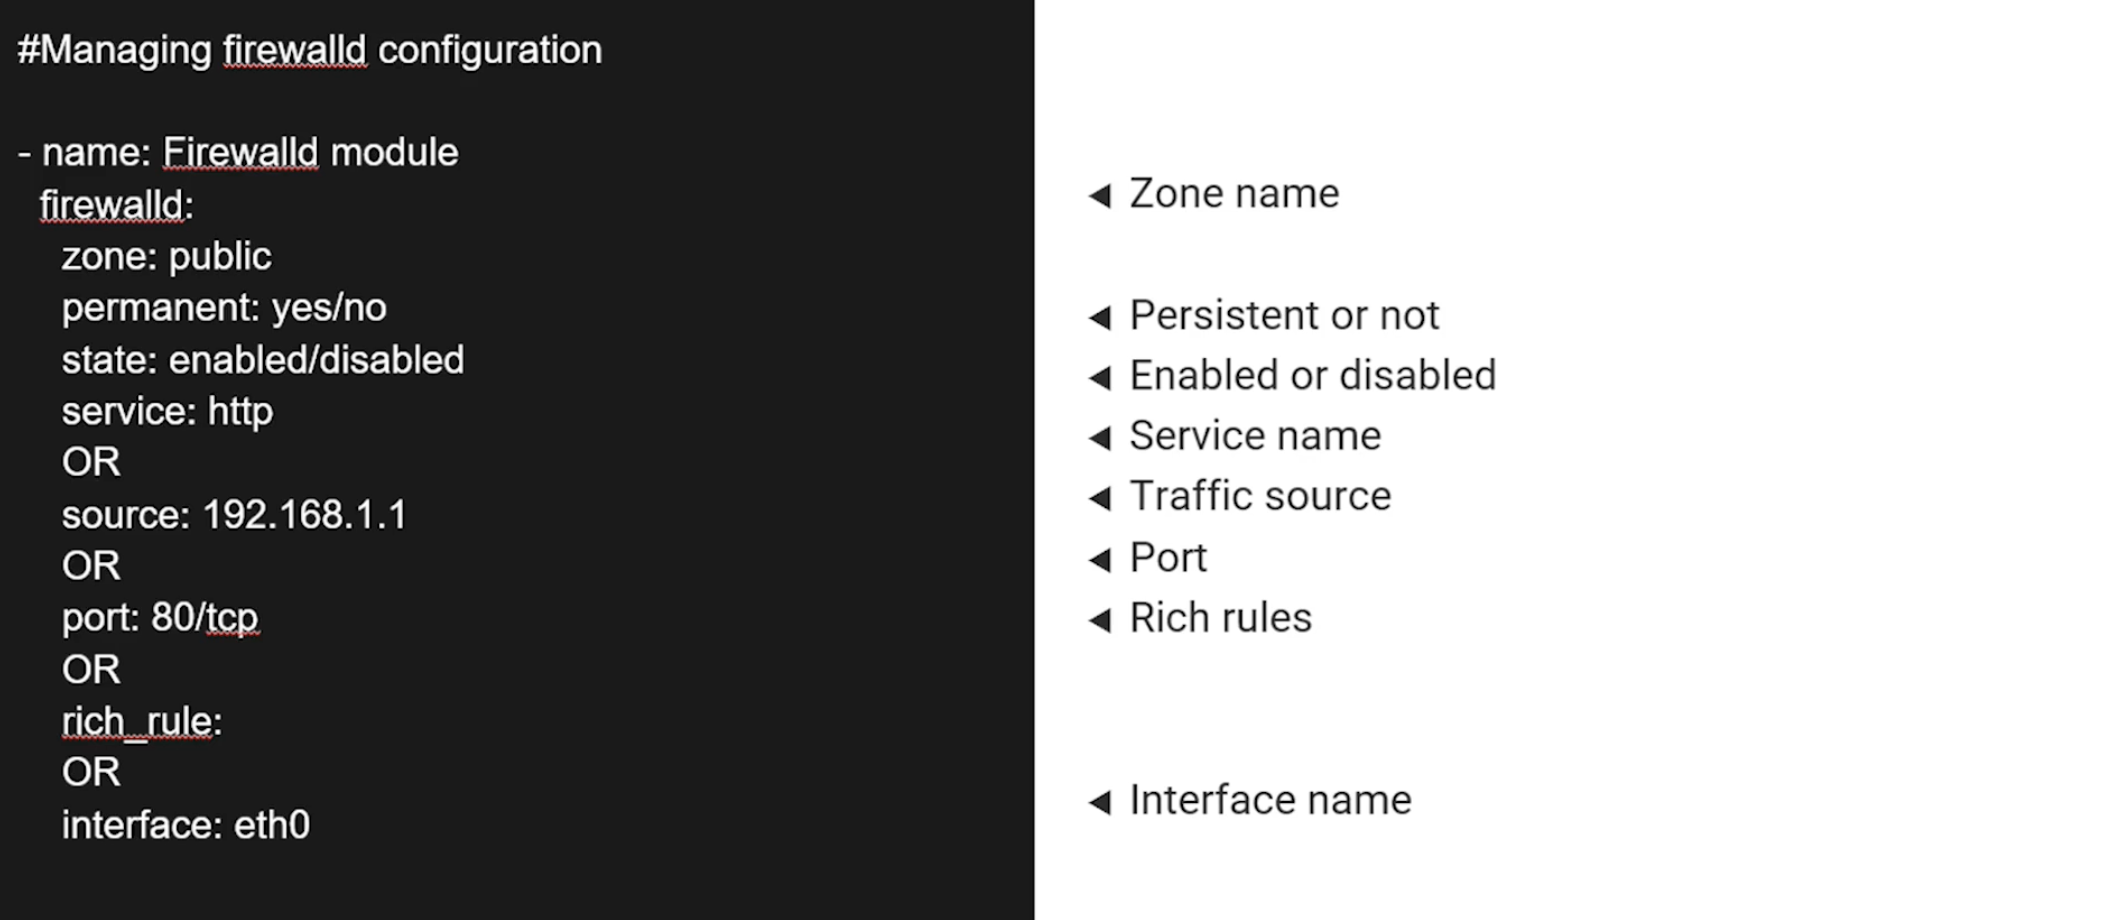 #Managing firewalld configuration
- name: Firewalld module
firewalld:
zone: public
permanent: yes/no
state: enabled/disabled
service: http
OR
source: 192.168.1.1
OR
port: 80/tcp
OR
rich_rule:
OR
interface: eth0
Zone name
Persistent or not
Enabled or disabled
Service name
Traffic source
Port
Rich rules
Interface name